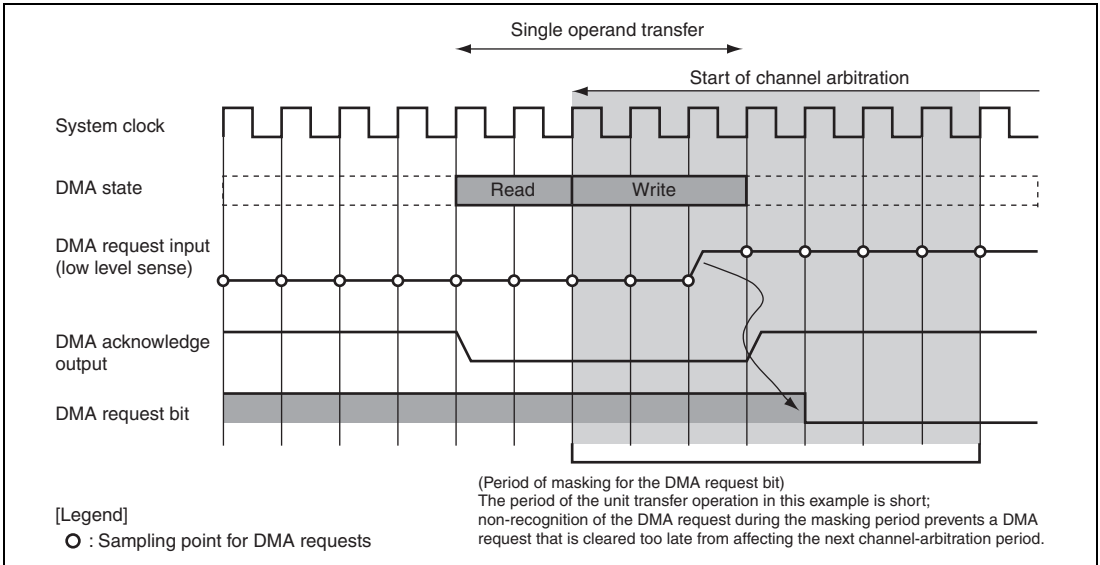 Single operand transfer
Start of channel arbitration
System clock
DMA state
Read
Write
DMA request input
(low level sense)
DMA acknowledge
output
DMA request bit
(Period of masking for the DMA request bit)
The period of the unit transfer operation in this example is short;
non-recognition of the DMA request during the masking period prevents a DMA
request that is cleared too late from affecting the next channel-arbitration period.
[Legend]
: Sampling point for DMA requests